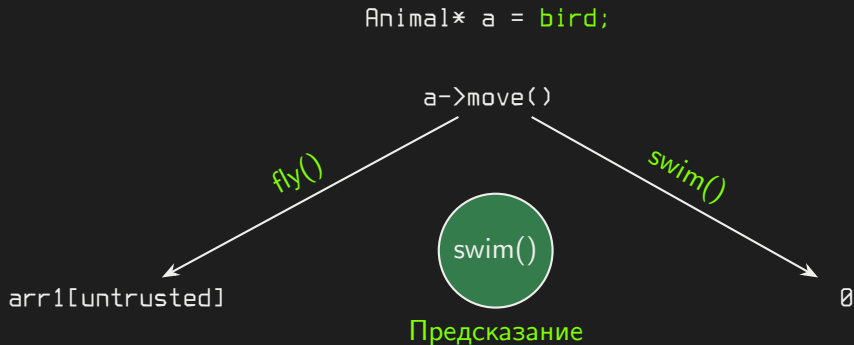 Animal* a = bird;
a->move()
fly()
swim()
swim()
arr1[untrusted]
0
Предсказание